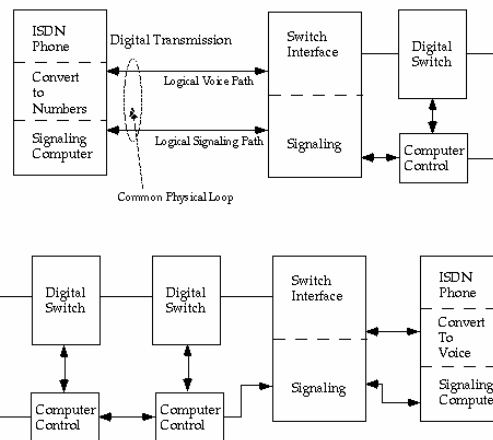 ISDN
Phone
Convert
to
Numbers
Signaling
Computer
Digital Transmission
Logical Voice Path
Logical Signaling Path
Common Physical Loop
Switch
Interface
Signaling
Digital
Switch
Computer
Control
Digital
Switch
Computer
Control
Digital
Switch
Computer
Control
Switch
Interface
Signaling
ISDN
Phone
Convert
To
Voice
Signaling
Computer